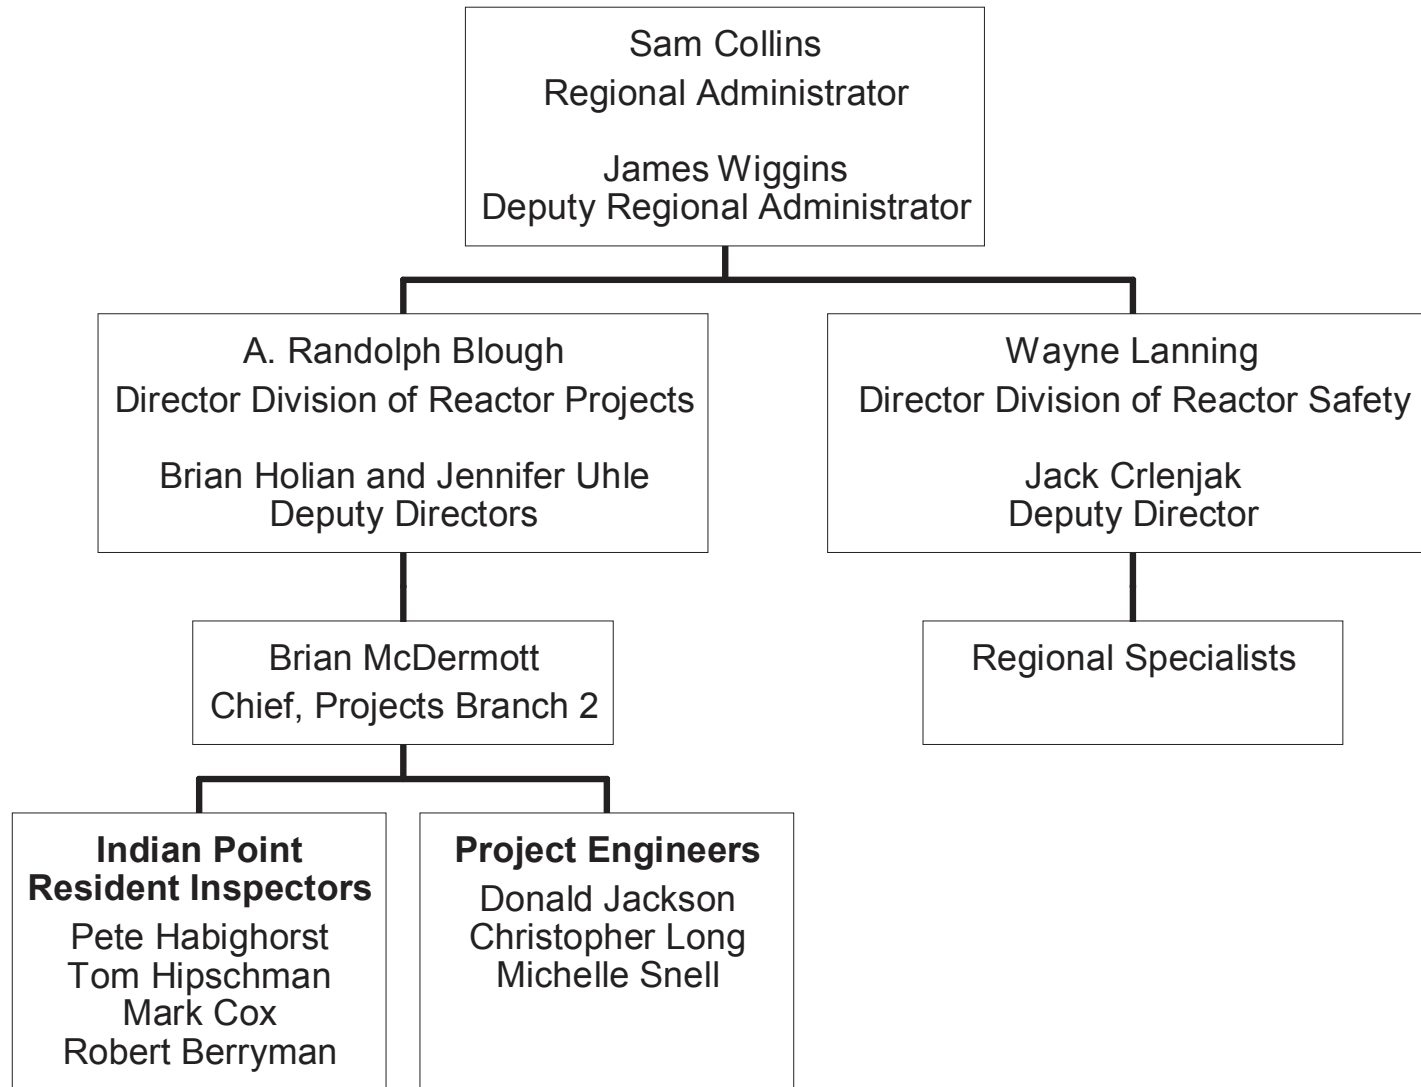 Sam Collins
Regional Administrator
James Wiggins
Deputy Regional Administrator
A. Randolph Blough
Director Division of Reactor Projects
Brian Holian and Jennifer Uhle
Deputy Directors
Wayne Lanning
Director Division of Reactor Safety
Jack Crlenjak
Deputy Director
Brian McDermott
Chief, Projects Branch 2
Regional Specialists
Indian Point
Resident Inspectors
Pete Habighorst
Tom Hipschman
Mark Cox
Robert Berryman
Project Engineers
Donald Jackson
Christopher Long
Michelle Snell